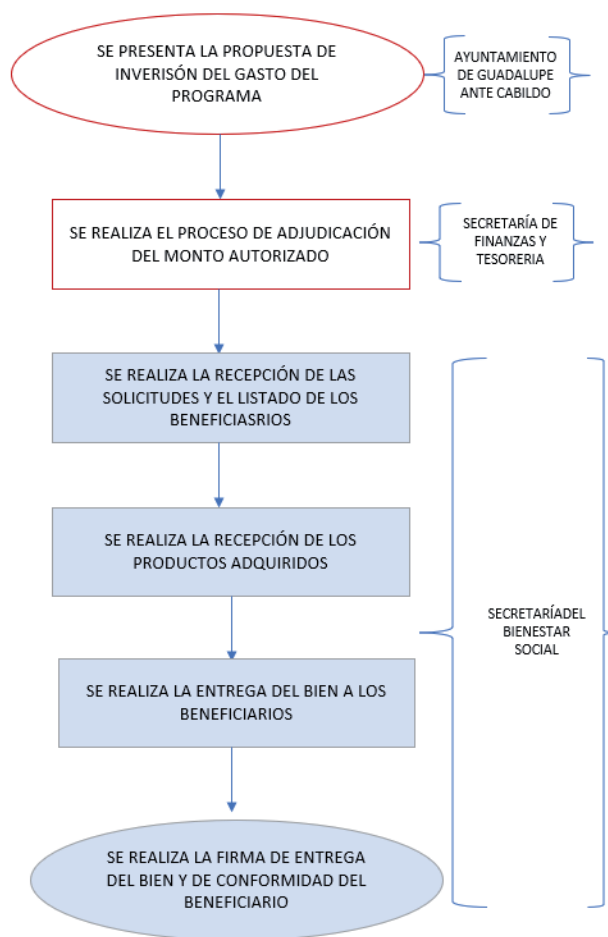 SE PRESENTA LA PROPUESTA DE
INVERISÓN DEL GASTO DEL
PROGRAMA
AYUNTAMIENTO
DE GUADALUPE
ANTE CABILDO
SE REALIZA EL PROCESO DE ADJUDICACIÓN
DEL MONTO AUTORIZADO
SECRETARÍA DE
FINANZAS Y
TESORERIA
SE REALIZA LA RECEPCIÓN DE LAS
SOLICITUDES Y EL LISTADO DE LOS
BENEFICIASRIOS
SE REALIZA LA RECEPCIÓN DE LOS
PRODUCTOS ADQUIRIDOS
SECRETARÍADEL
BIENESTAR
SOCIAL
SE REALIZA LA ENTREGA DEL BIEN A LOS
BENEFICIARIOS
SE REALIZA LA FIRMA DE ENTREGA
DEL BIEN Y DE CONFORMIDAD DEL
BENEFICIARIO